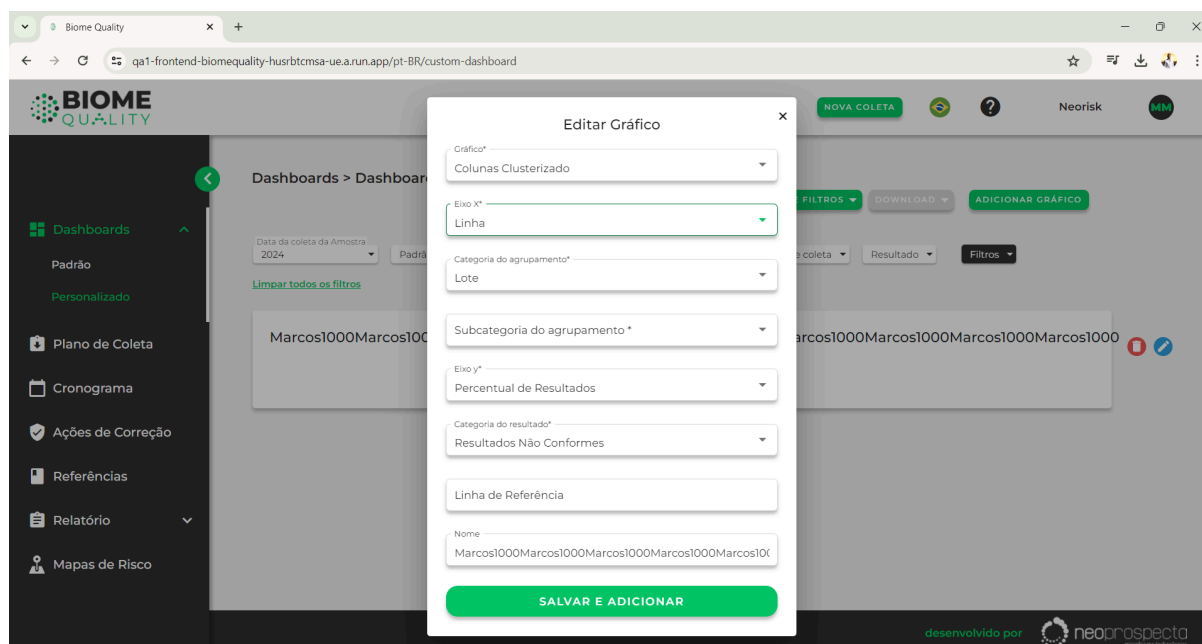 Biome Quality
qa1-frontend-biomequality-husrbtcmsa-ue.a.run.app/pt-BR/custom-dashboard
BIOME
QUALITY
NOVA COLETA
Neorisk
MM
Editar Gráfico
Gráfico*
Colunas Clusterizado
Eixo X*
Linha
Categoria do agrupamento*
Lote
Subcategoria do agrupamento *
Eixo y*
Percentual de Resultados
Categoria do resultado*
Resultados Não Conformes
Linha de Referência
Nome
Marcos1000Marcos1000Marcos1000Marcos1000Marcos10
SALVAR E ADICIONAR
Dashboards > Dashboar
FILTROS
DOWNLOAD
ADICIONAR GRÁFICO
Data da coleta da Amostra
2024
Padrã
coleta
Resultado
Filtros
Limpar todos os filtros
Marcos1000Marcos100
arcos1000Marcos1000Marcos1000Marcos1000
Dashboards
Padrão
Personalizado
Plano de Coleta
Cronograma
Ações de Correção
Referências
Relatório
Mapas de Risco
desenvolvido por
neoprospecta